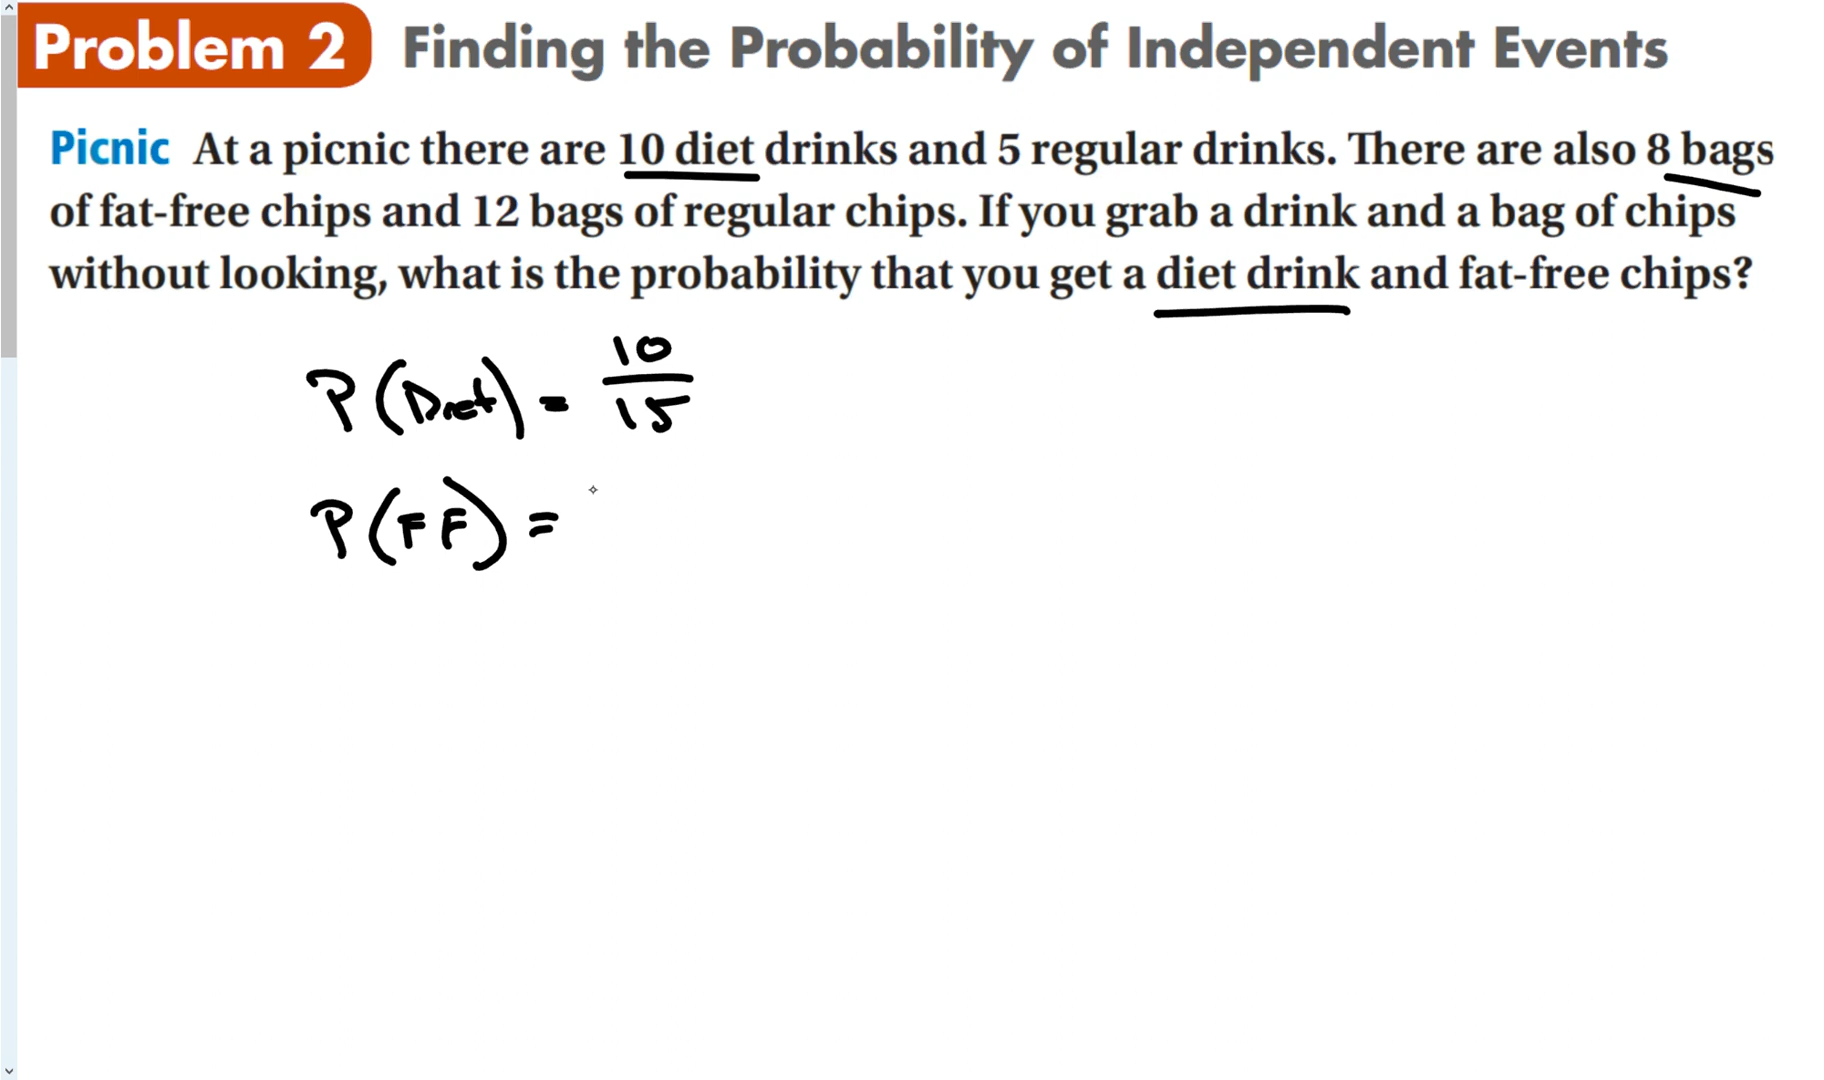 Problem 2 Finding the Probability of Independent Events
Picnic At a picnic there are 10 diet drinks and 5 regular drinks. There are also 8 bags
of fat-free chips and 12 bags of regular chips. If you grab a drink and a bag of chips
without looking, what is the probability that you get a diet drink and fat-free chips?
P(Diet) = 10/15
P(FF) =